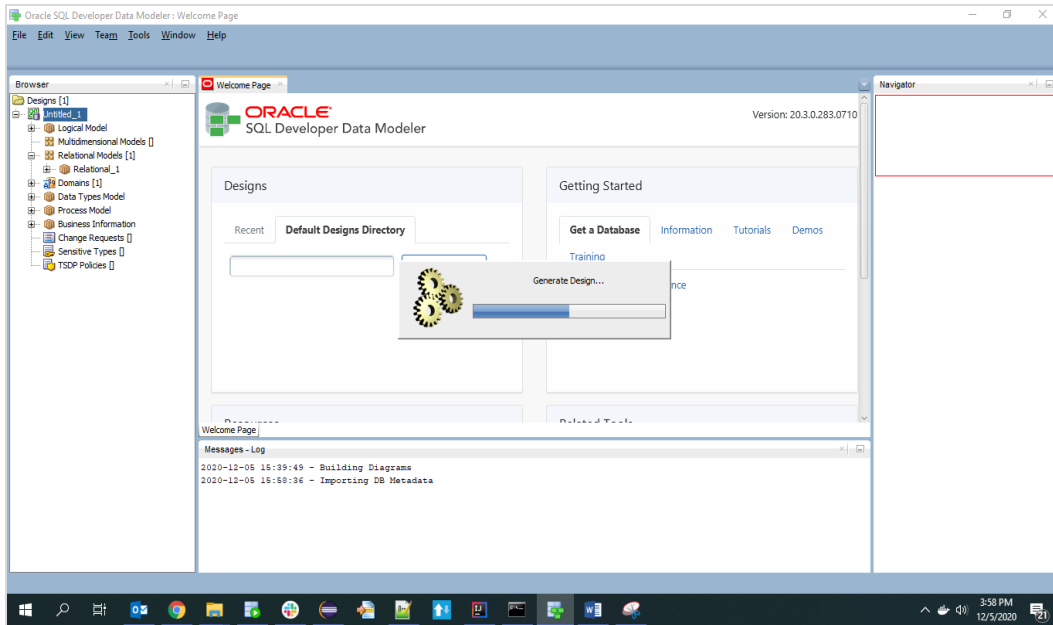 Oracle SQL Developer Data Modeler : Welcome Page
File Edit View Team Tools Window Help
Browser
Designs [1]
Untitled_1
Logical Model
Multidimensional Models []
Relational Models [1]
Relational_1
Domains [1]
Data Types Model
Process Model
Business Information
Change Requests []
Sensitive Types []
TSDP Policies []
Welcome Page
ORACLE
SQL Developer Data Modeler
Version: 20.3.0.283.0710
Designs
Recent Default Designs Directory
Getting Started
Get a Database Information Tutorials Demos
Training
Generate Design...
Welcome Page
Messages - Log
2020-12-05 15:39:49 - Building Diagrams
2020-12-05 15:58:36 - Importing DB Metadata
Navigator
3:58 PM
12/5/2020
21